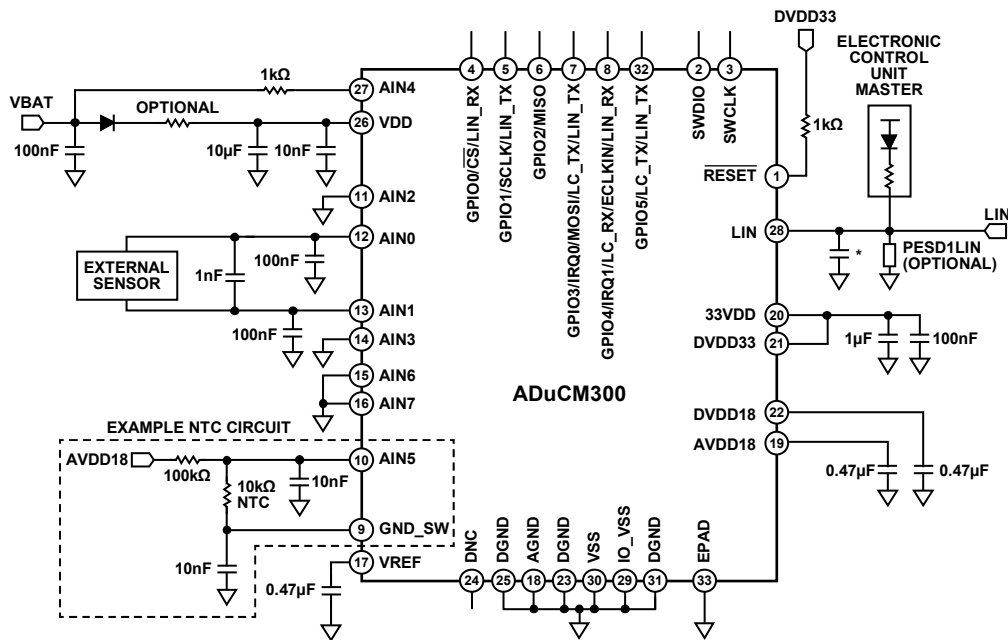 DVDD33
ELECTRONIC
CONTROL
UNIT
MASTER
4
5
6
7
8
32
2
3
GPIO0/CS/LIN_RX
GPIO1/SCLK/LIN_TX
GPIO2/MISO
GPIO3/IRQ0/MOSI/LC_TX/LIN_TX
GPIO4/IRQ1/LC_RX/ECLKIN/LIN_RX
GPIO5/LC_TX/LIN_TX
SWDIO
SWCLK
1kΩ
27 AIN4
VBAT
OPTIONAL
26 VDD
100nF
10µF
10nF
1kΩ
RESET 1
11 AIN2
12 AIN0
LIN 28
LIN
EXTERNAL
SENSOR
1nF
100nF
*
PESD1LIN
(OPTIONAL)
13 AIN1
100nF
14 AIN3
33VDD 20
DVDD33 21
1µF
100nF
15 AIN6
16 AIN7
ADuCM300
EXAMPLE NTC CIRCUIT
AVDD18
100kΩ
10 AIN5
10kΩ
NTC
10nF
DVDD18 22
AVDD18 19
0.47µF
0.47µF
9 GND_SW
10nF
17 VREF
0.47µF
DNC
DGND
AGND
DGND
VSS
IO_VSS
DGND
EPAD
24
25
18
23
30
29
31
33